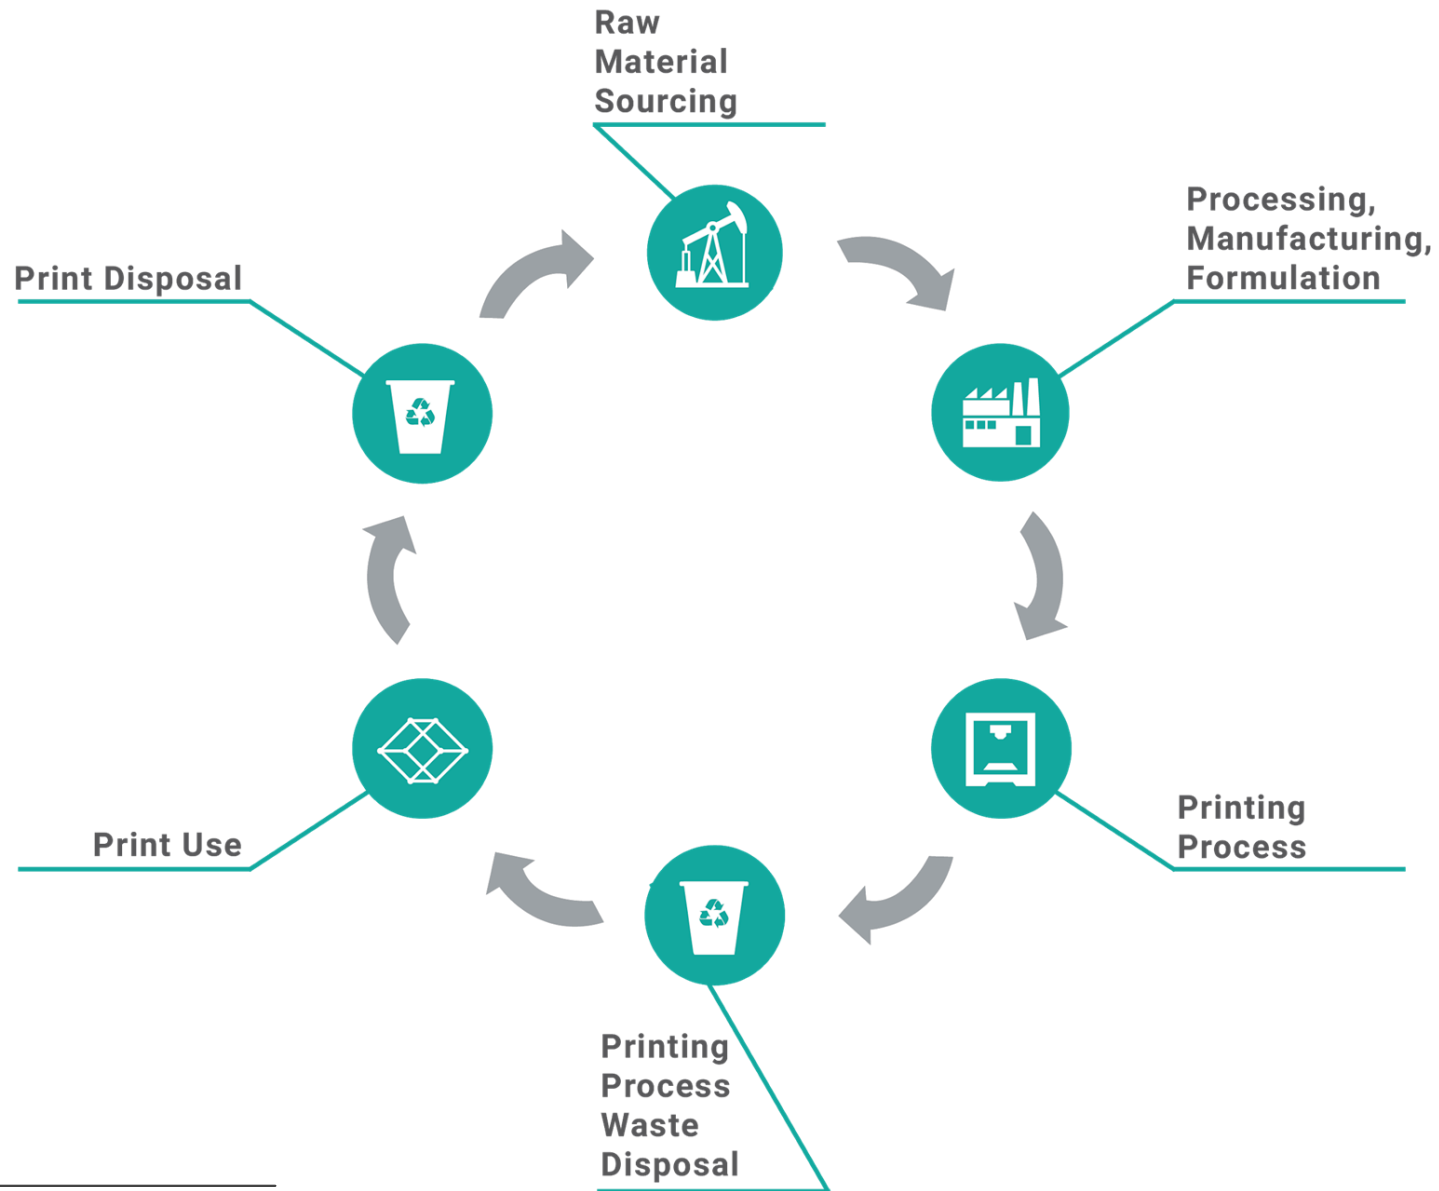 Raw
Material
Sourcing
Processing,
Manufacturing,
Formulation
Print Disposal
Printing
Process
Print Use
Printing
Process
Waste
Disposal